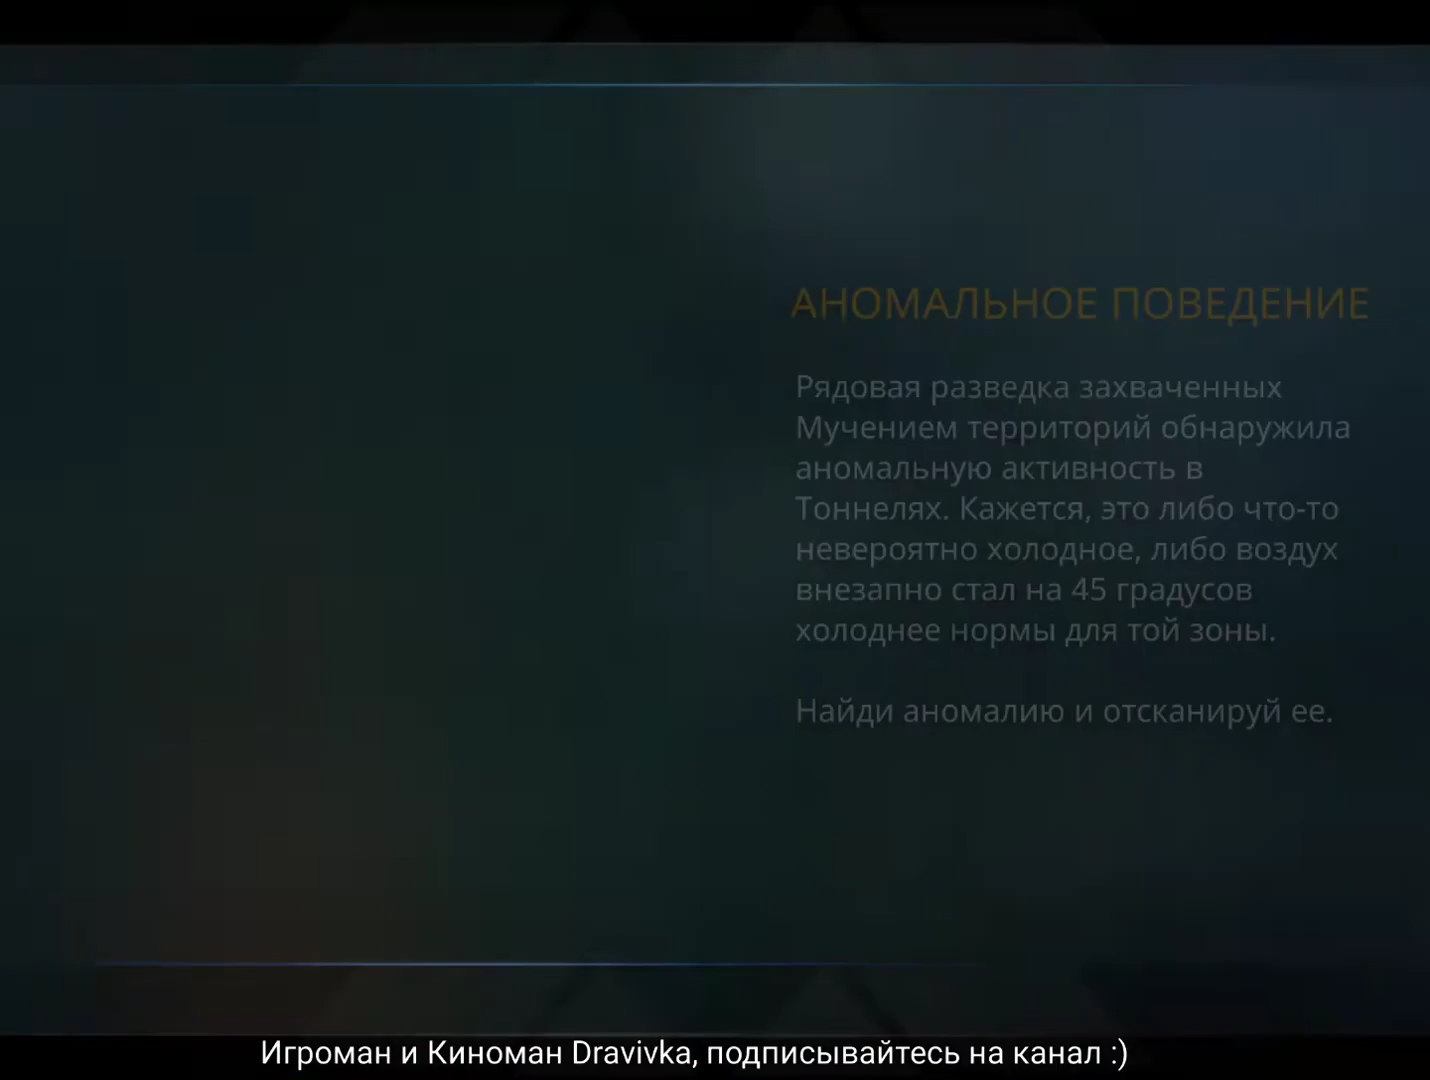 АНОМАЛЬНОЕ ПОВЕДЕНИЕ
Рядовая разведка захваченных
Мучением территорий обнаружила
аномальную активность в
Тоннелях. Кажется, это либо что-то
невероятно холодное, либо воздух
внезапно стал на 45 градусов
холоднее нормы для той зоны.
Найди аномалию и отсканируй ее.
Игроман и Киноман Dravivka, подписывайтесь на канал :)